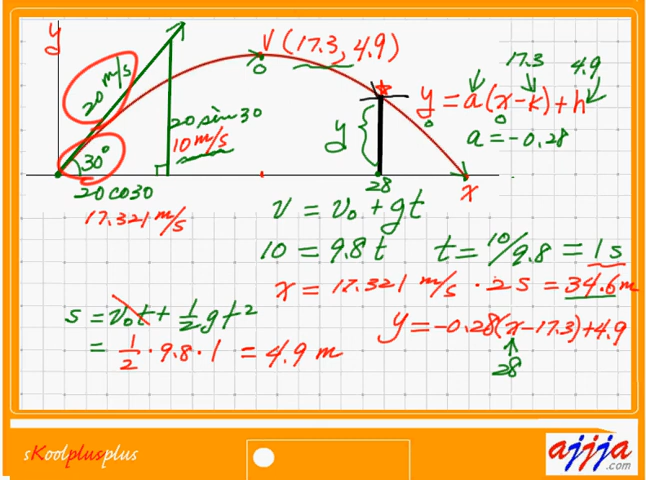 y
V (17.3, 4.9)
17.3 4.9
20 m/s
y = a(x-k)+h
20 sin 30
10 m/s
y
a = -0.28
30°
20 cos 30
28
x
17.321 m/s
v = v₀ + gt
10 = 9.8 t t = 10/9.8 = 1s
x = 17.321 m/s · 2 s = 34.6 m
s = v₀t + ½gt²
y = -0.28(x-17.3)+4.9
= ½ · 9.8 · 1 = 4.9 m
28
sKoolplusplus
ajjja
.com